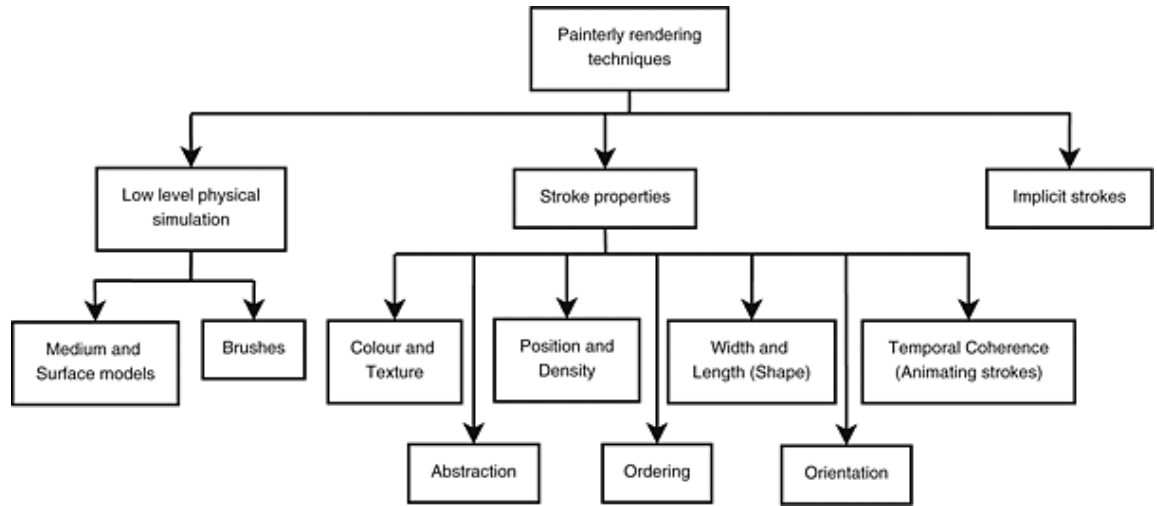 Painterly rendering
techniques
Low level physical
simulation
Stroke properties
Implicit strokes
Medium and
Surface models
Brushes
Colour and
Texture
Position and
Density
Width and
Length (Shape)
Temporal Coherence
(Animating strokes)
Abstraction
Ordering
Orientation